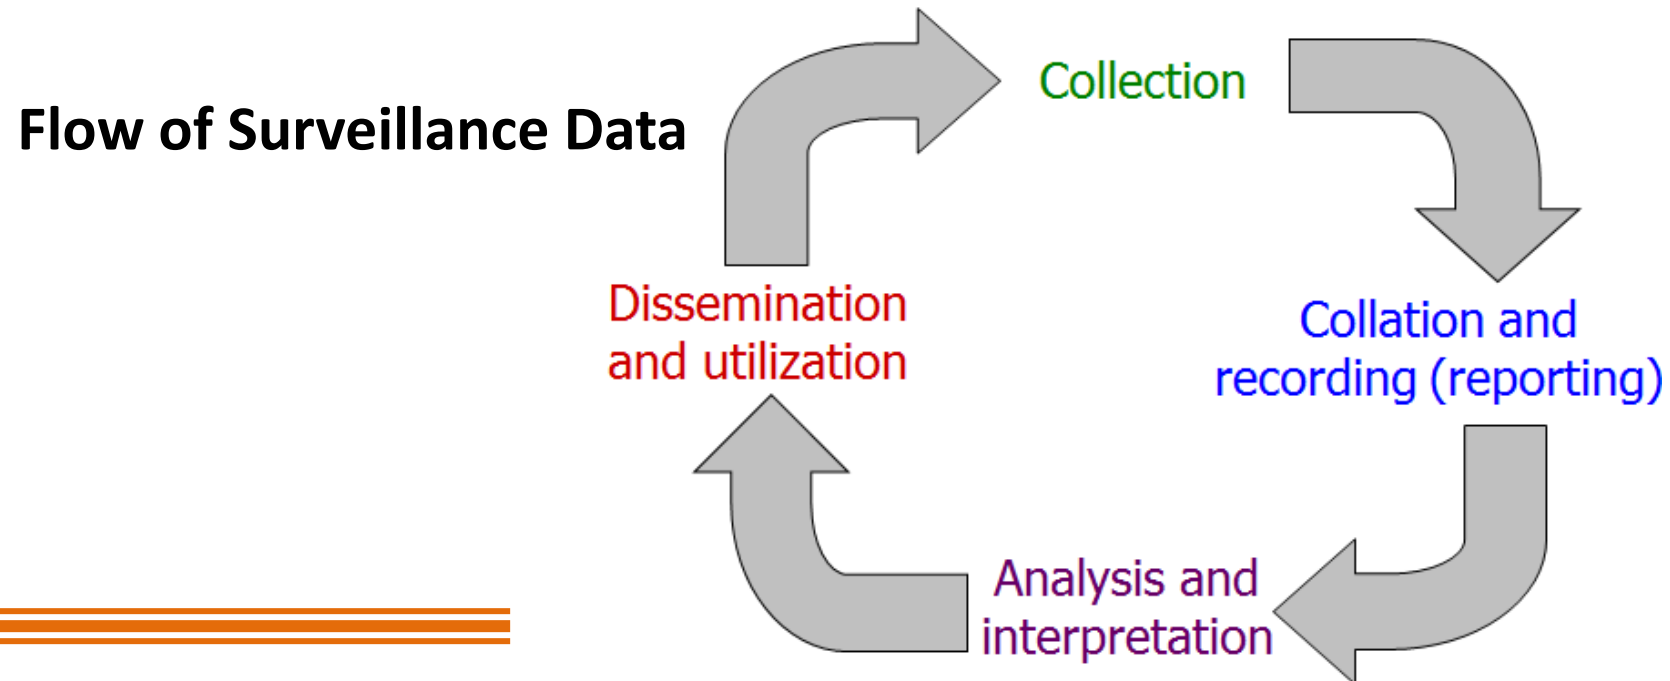 Flow of Surveillance Data
Collection
Collation and
recording (reporting)
Analysis and
interpretation
Dissemination
and utilization